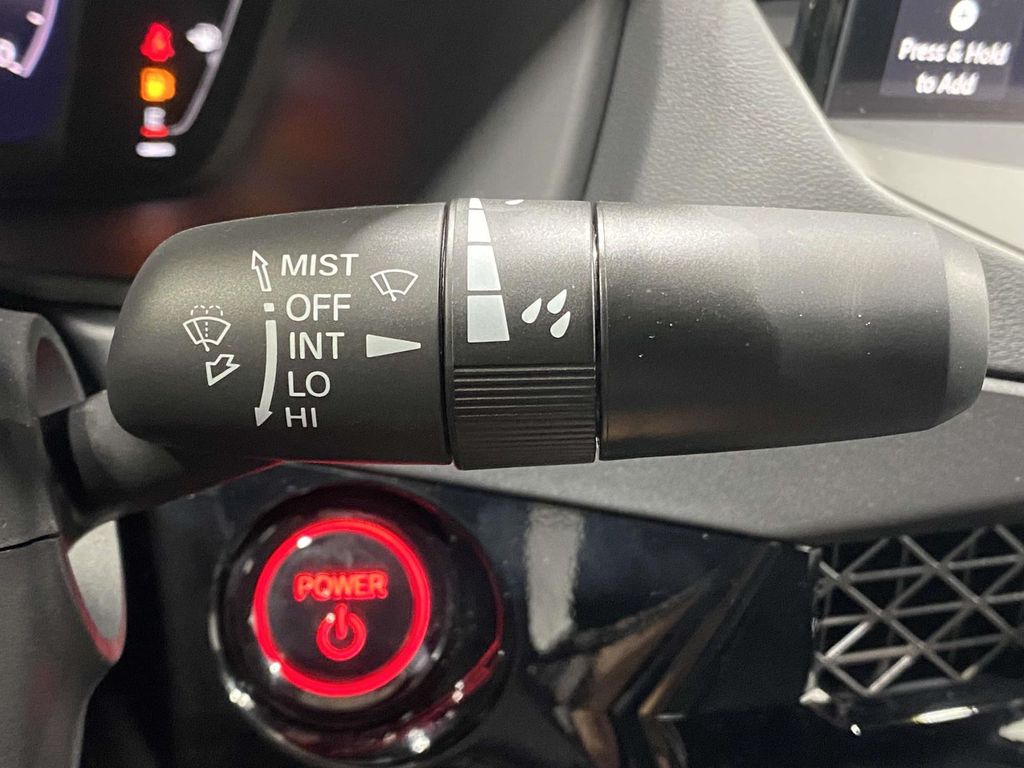 Press & Hold
to Add
MIST
OFF
INT
LO
HI
POWER